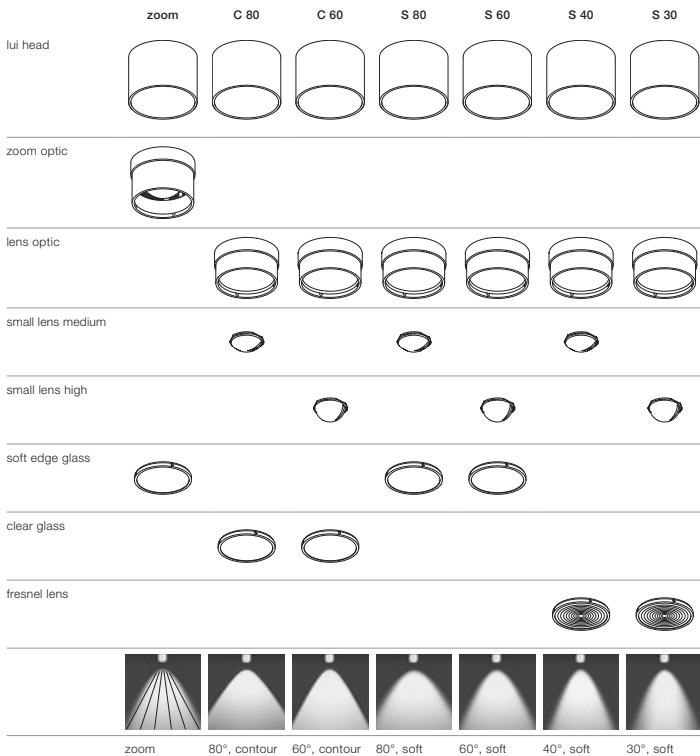 zoom C 80 C 60 S 80 S 60 S 40 S 30
lui head
zoom optic
lens optic
small lens medium
small lens high
soft edge glass
clear glass
fresnel lens
zoom 80°, contour 60°, contour 80°, soft 60°, soft 40°, soft 30°, soft